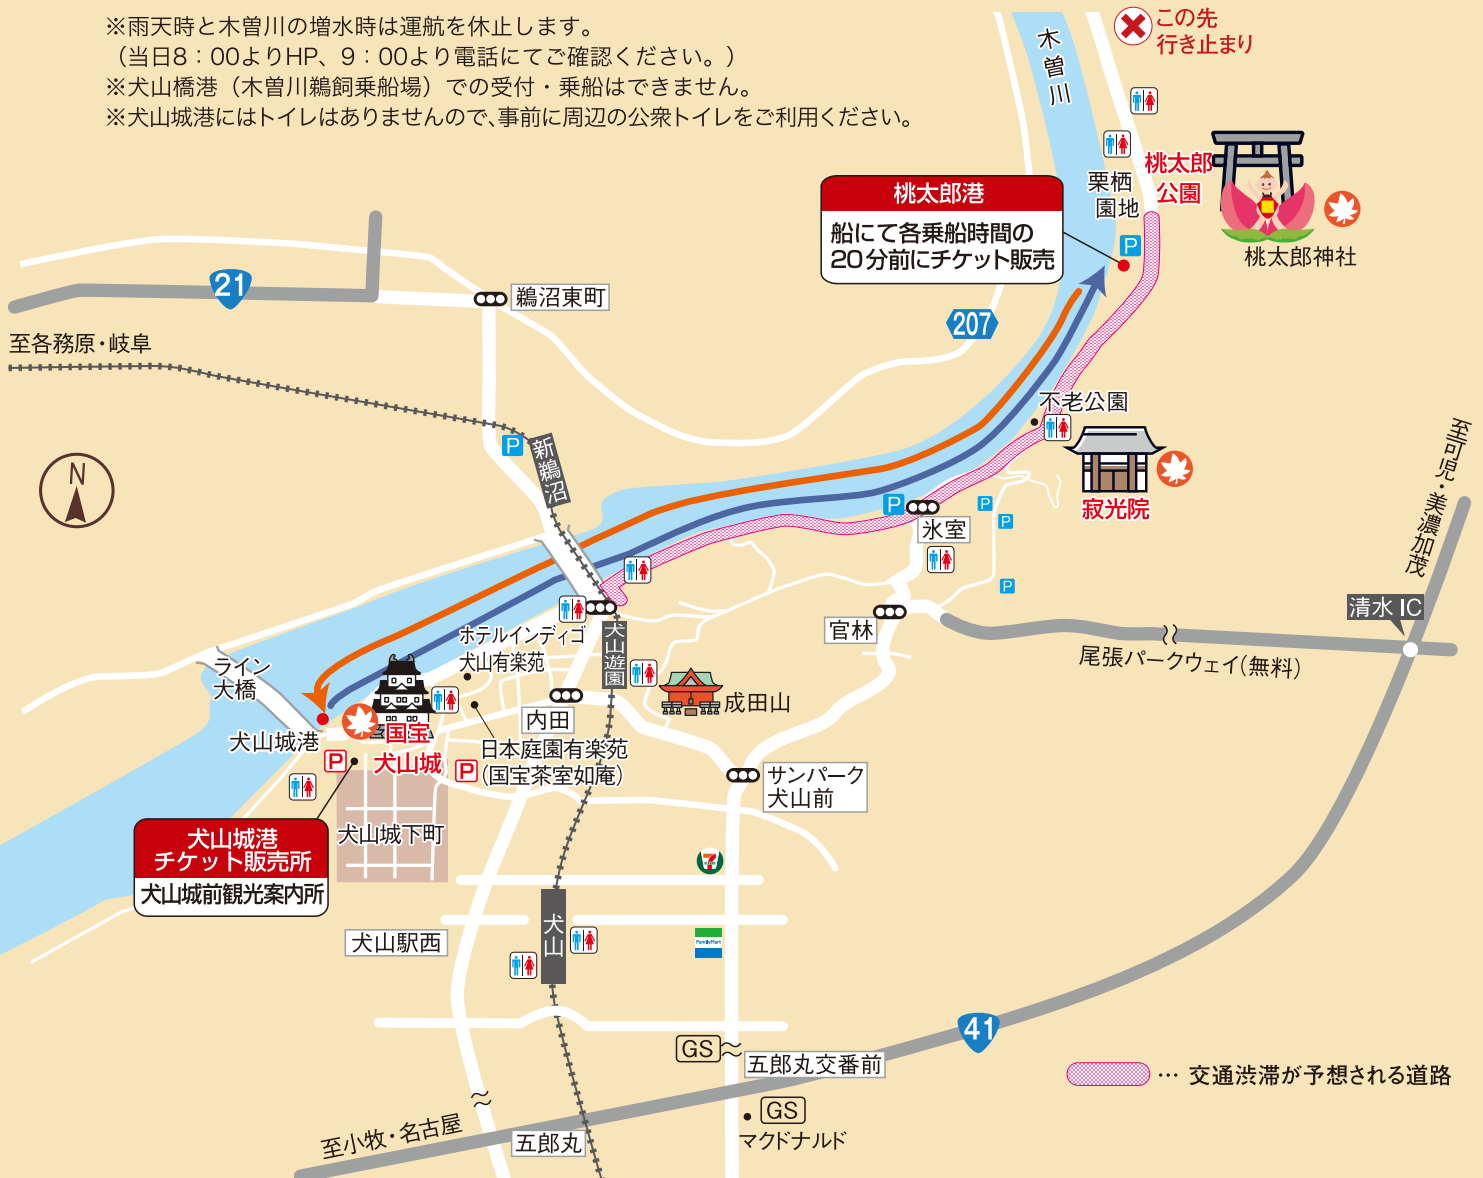 ※雨天時と木曽川の増水時は運航を休止します。
（当日8：00よりHP、9：00より電話にてご確認ください。）
※犬山橋港（木曽川鵜飼乗船場）での受付・乗船はできません。
※犬山城港にはトイレはありませんので、事前に周辺の公衆トイレをご利用ください。
この先
行き止まり
木曽川
桃太郎
公園
栗栖
園地
P
桃太郎神社
桃太郎港
船にて各乗船時間の
20分前にチケット販売
21
鵜沼東町
207
至各務原・岐阜
N
P
新鵜沼
不老公園
寂光院
P
氷室
P
P
P
至可児・美濃加茂
清水IC
尾張パークウェイ(無料)
官林
ホテルインディゴ
犬山有楽苑
犬山遊園
成田山
ライン
大橋
犬山城港
国宝
犬山城
内田
日本庭園有楽苑
(国宝茶室如庵)
P
P
サンパーク
犬山前
犬山城港
チケット販売所
犬山城前観光案内所
犬山城下町
7
犬山
犬山駅西
FamilyMart
41
GS
五郎丸交番前
GS
マクドナルド
至小牧・名古屋
五郎丸
… 交通渋滞が予想される道路